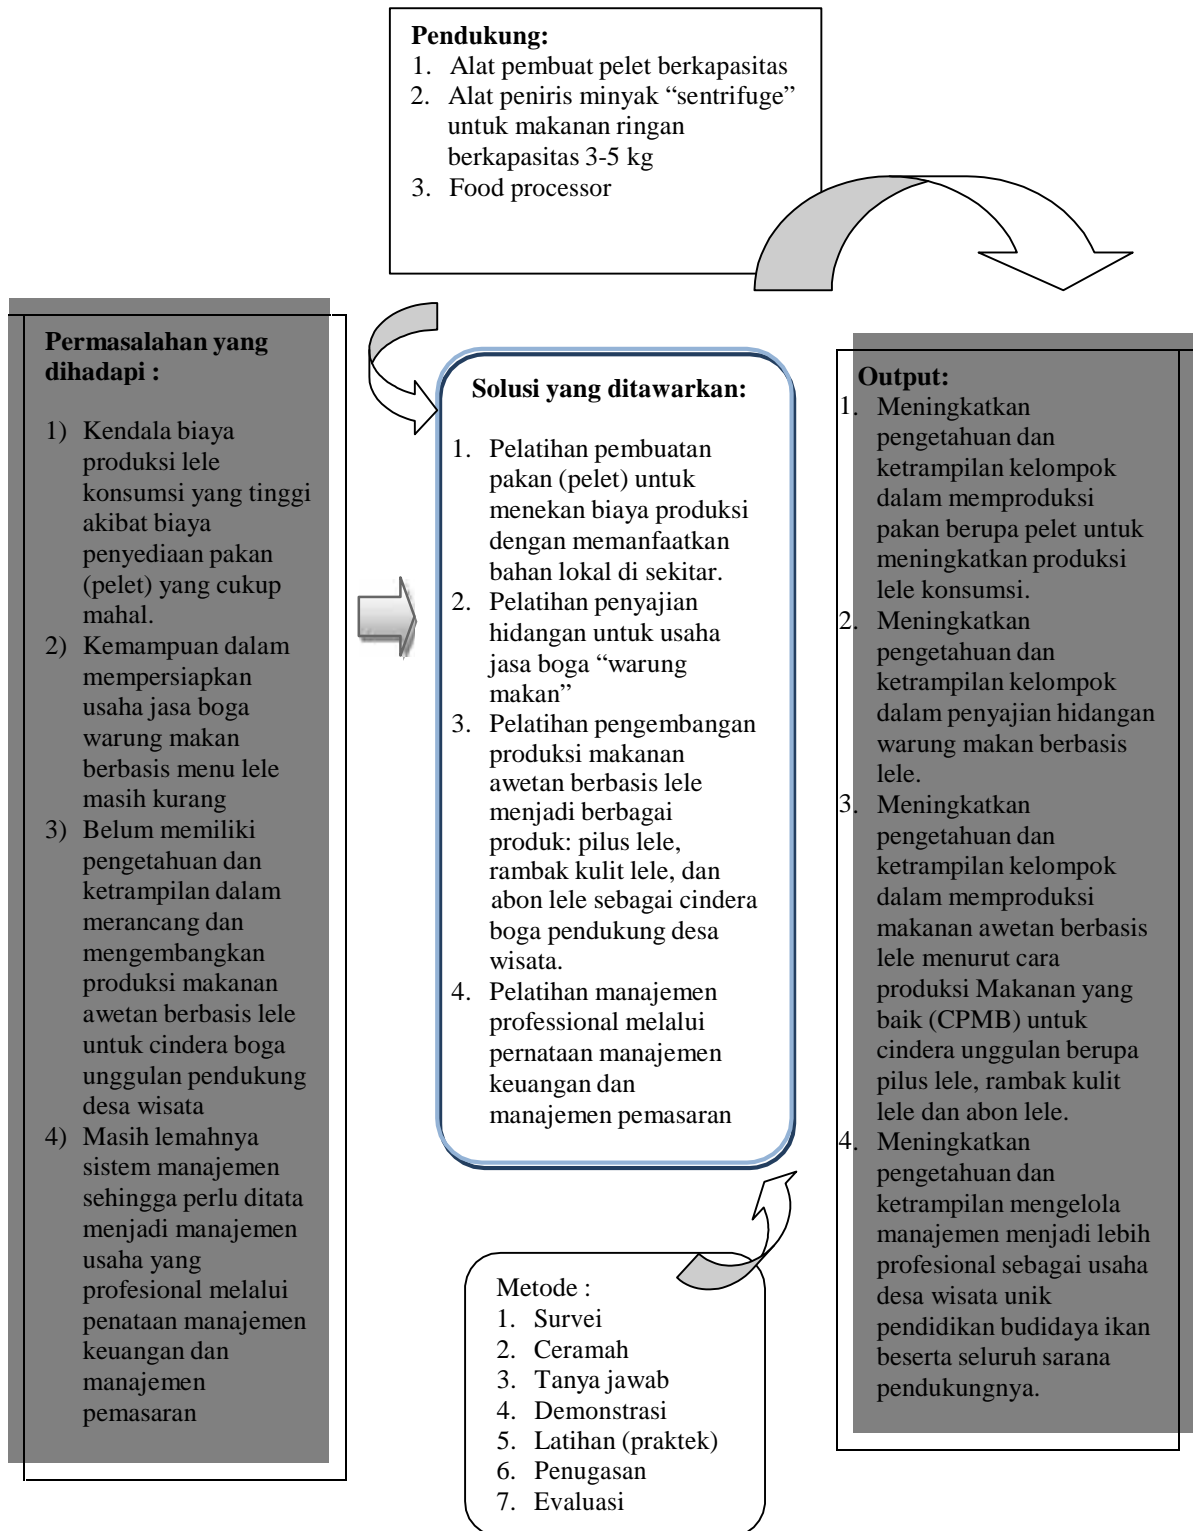 Pendukung:
1. Alat pembuat pelet berkapasitas
2. Alat peniris minyak “sentrifuge”
untuk makanan ringan
berkapasitas 3-5 kg
3. Food processor
Permasalahan yang
dihadapi :
1) Kendala biaya
produksi lele
konsumsi yang tinggi
akibat biaya
penyediaan pakan
(pelet) yang cukup
mahal.
2) Kemampuan dalam
mempersiapkan
usaha jasa boga
warung makan
berbasis menu lele
masih kurang
3) Belum memiliki
pengetahuan dan
ketrampilan dalam
merancang dan
mengembangkan
produksi makanan
awetan berbasis lele
untuk cindera boga
unggulan pendukung
desa wisata
4) Masih lemahnya
sistem manajemen
sehingga perlu ditata
menjadi manajemen
usaha yang
profesional melalui
penataan manajemen
keuangan dan
manajemen
pemasaran
Solusi yang ditawarkan:
1. Pelatihan pembuatan
pakan (pelet) untuk
menekan biaya produksi
dengan memanfaatkan
bahan lokal di sekitar.
2. Pelatihan penyajian
hidangan untuk usaha
jasa boga “warung
makan”
3. Pelatihan pengembangan
produksi makanan
awetan berbasis lele
menjadi berbagai
produk: pilus lele,
rambak kulit lele, dan
abon lele sebagai cindera
boga pendukung desa
wisata.
4. Pelatihan manajemen
professional melalui
pernataan manajemen
keuangan dan
manajemen pemasaran
Metode :
1. Survei
2. Ceramah
3. Tanya jawab
4. Demonstrasi
5. Latihan (praktek)
6. Penugasan
7. Evaluasi
Output:
1. Meningkatkan
pengetahuan dan
ketrampilan kelompok
dalam memproduksi
pakan berupa pelet untuk
meningkatkan produksi
lele konsumsi.
2. Meningkatkan
pengetahuan dan
ketrampilan kelompok
dalam penyajian hidangan
warung makan berbasis
lele.
3. Meningkatkan
pengetahuan dan
ketrampilan kelompok
dalam memproduksi
makanan awetan berbasis
lele menurut cara
produksi Makanan yang
baik (CPMB) untuk
cindera unggulan berupa
pilus lele, rambak kulit
lele dan abon lele.
4. Meningkatkan
pengetahuan dan
ketrampilan mengelola
manajemen menjadi lebih
profesional sebagai usaha
desa wisata unik
pendidikan budidaya ikan
beserta seluruh sarana
pendukungnya.